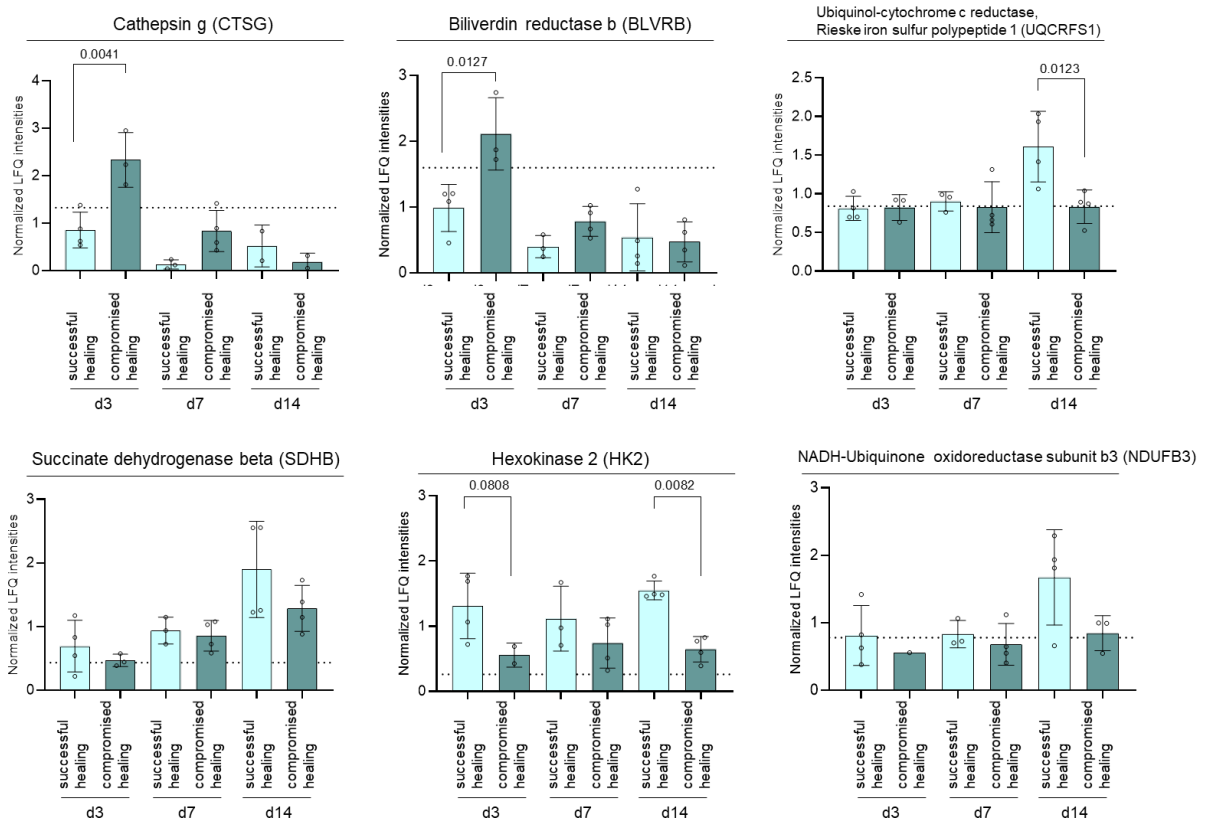 Cathepsin g (CTSG)
0.0041
Normalized LFQ intensities
4
3
2
1
0
successful healing
compromised healing
successful healing
compromised healing
successful healing
compromised healing
d3
d7
d14
Biliverdin reductase b (BLVRB)
0.0127
Normalized LFQ intensities
3
2
1
0
successful healing
compromised healing
successful healing
compromised healing
successful healing
compromised healing
d3
d7
d14
Ubiquinol-cytochrome c reductase,
Rieske iron sulfur polypeptide 1 (UQCRFS1)
0.0123
Normalized LFQ intensities
2.5
2.0
1.5
1.0
0.5
0.0
successful healing
compromised healing
successful healing
compromised healing
successful healing
compromised healing
d3
d7
d14
Succinate dehydrogenase beta (SDHB)
Normalized LFQ intensities
3
2
1
0
successful healing
compromised healing
successful healing
compromised healing
successful healing
compromised healing
d3
d7
d14
Hexokinase 2 (HK2)
0.0808
0.0082
Normalized LFQ intensities
3
2
1
0
successful healing
compromised healing
successful healing
compromised healing
successful healing
compromised healing
d3
d7
d14
NADH-Ubiquinone oxidoreductase subunit b3 (NDUFB3)
Normalized LFQ intensities
3
2
1
0
successful healing
compromised healing
successful healing
compromised healing
successful healing
compromised healing
d3
d7
d14